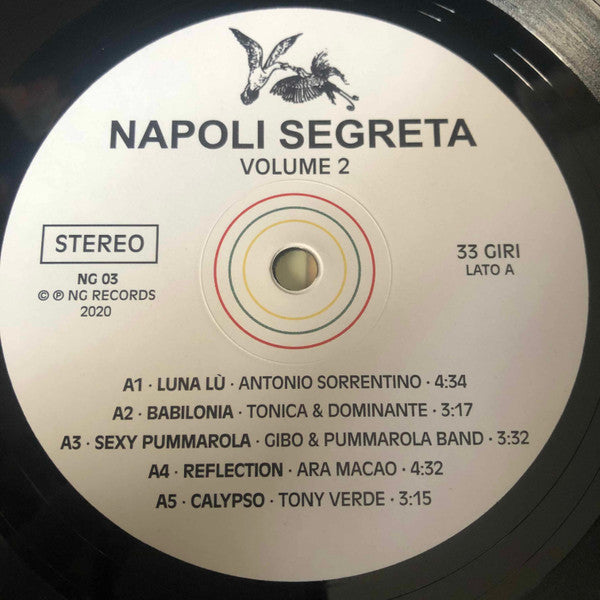 NAPOLI SEGRETA
VOLUME 2
STEREO
NG 03
© ℗ NG RECORDS
2020
33 GIRI
LATO A
A1 · LUNA LÙ · ANTONIO SORRENTINO · 4:34
A2 · BABILONIA · TONICA & DOMINANTE · 3:17
A3 · SEXY PUMMAROLA · GIBO & PUMMAROLA BAND · 3:32
A4 · REFLECTION · ARA MACAO · 4:32
A5 · CALYPSO · TONY VERDE · 3:15